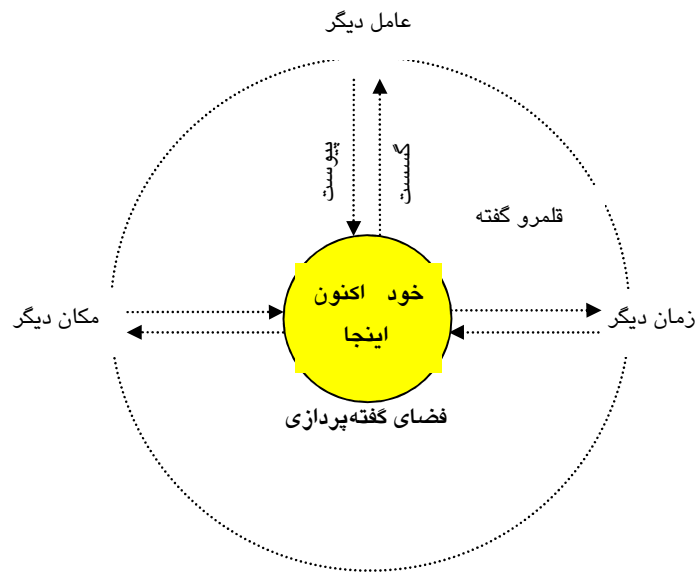 عامل دیگر
پیوست
گسست
قلمرو گفته
خود اکنون
اینجا
زمان دیگر
مکان دیگر
فضای گفته‌پردازی